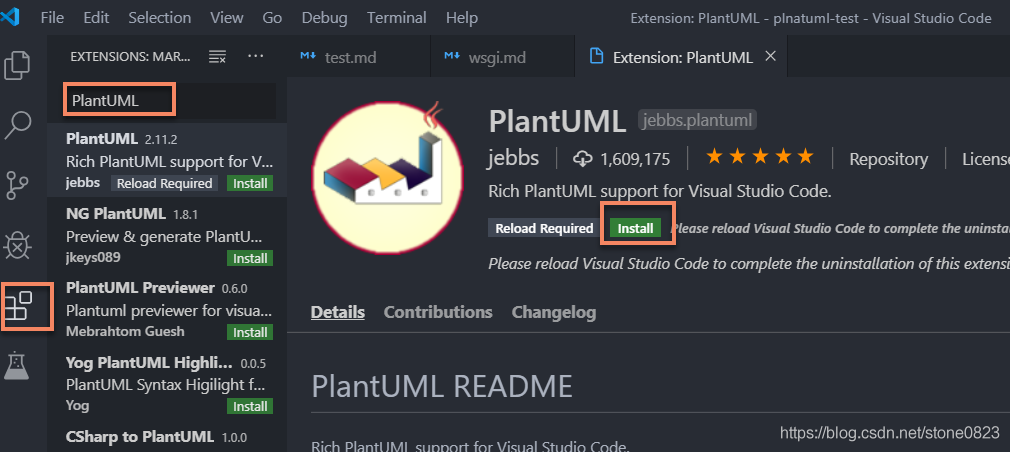 File Edit Selection View Go Debug Terminal Help Extension: PlantUML - plnatuml-test - Visual Studio Code
EXTENSIONS: MAR... ...
test.md wsgi.md Extension: PlantUML
PlantUML
PlantUML 2.11.2
Rich PlantUML support for V...
jebbs Reload Required Install
NG PlantUML 1.8.1
Preview & generate PlantU...
jkeys089 Install
PlantUML Previewer 0.6.0
Plantuml previewer for visua...
Mebrahtom Guesh Install
Yog PlantUML Highli... 0.0.5
PlantUML Syntax Higilight f...
Yog Install
CSharp to PlantUML 1.0.0
PlantUML jebbs.plantuml
jebbs 1,609,175 Repository License
Rich PlantUML support for Visual Studio Code.
Reload Required Install Please reload Visual Studio Code to complete the uninsta
Please reload Visual Studio Code to complete the uninstallation of this extensi
Details Contributions Changelog
PlantUML README
Rich PlantUML support for Visual Studio Code.
https://blog.csdn.net/stone0823